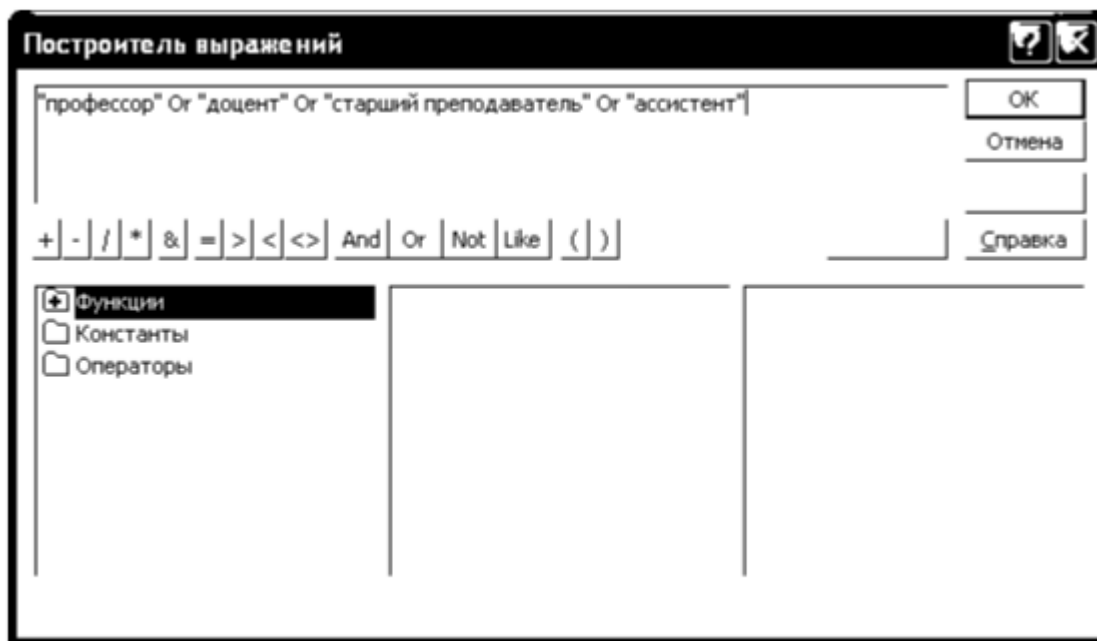 Построитель выражений
"профессор" Or "доцент" Or "старший преподаватель" Or "ассистент"
OK
Отмена
+ - / * & = > < <> And Or Not Like ( )
Справка
Функции
Константы
Операторы